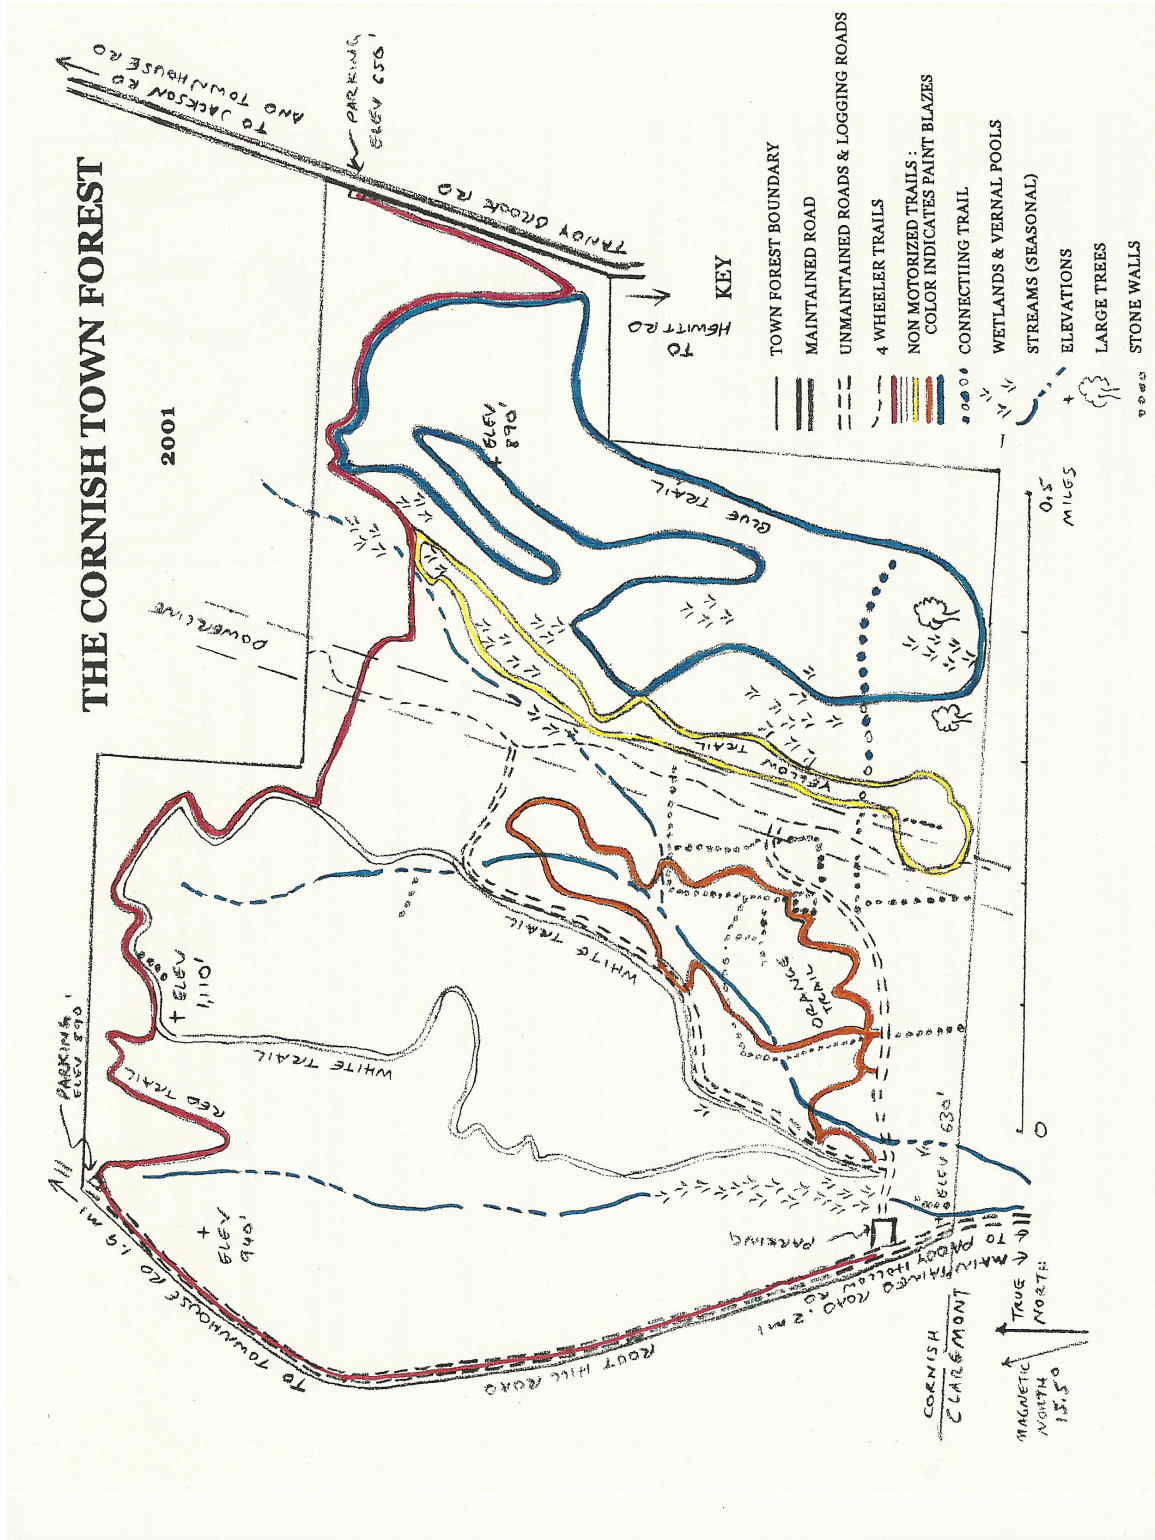 THE CORNISH TOWN FOREST
2001
TO JACKSON RD
AND TOWNHOUSE RD
PARKING
ELEV 650'
TANDY BROOK RD
TO
HEWITT RD
POWERLINE
+ ELEV
890'
BLUE TRAIL
YELLOW TRAIL
WHITE TRAIL
ORANGE
TRAIL
WHITE TRAIL
+ ELEV
1,110'
RED TRAIL
PARKING
ELEV 890'
+
ELEV
940'
TO TOWNHOUSE RD 1.9 MI
ROOT HILL ROAD
PARKING
ELEV 630'
MAINTAINED ROAD .2 MI
TO PADDY HOLLOW RD
CORNISH
CLAREMONT
TRUE
NORTH
MAGNETIC
NORTH
15.5°
0
0.5
MILES
KEY
TOWN FOREST BOUNDARY
MAINTAINED ROAD
UNMAINTAINED ROADS & LOGGING ROADS
4 WHEELER TRAILS
NON MOTORIZED TRAILS :
COLOR INDICATES PAINT BLAZES
CONNECTING TRAIL
WETLANDS & VERNAL POOLS
STREAMS (SEASONAL)
+ ELEVATIONS
LARGE TREES
STONE WALLS